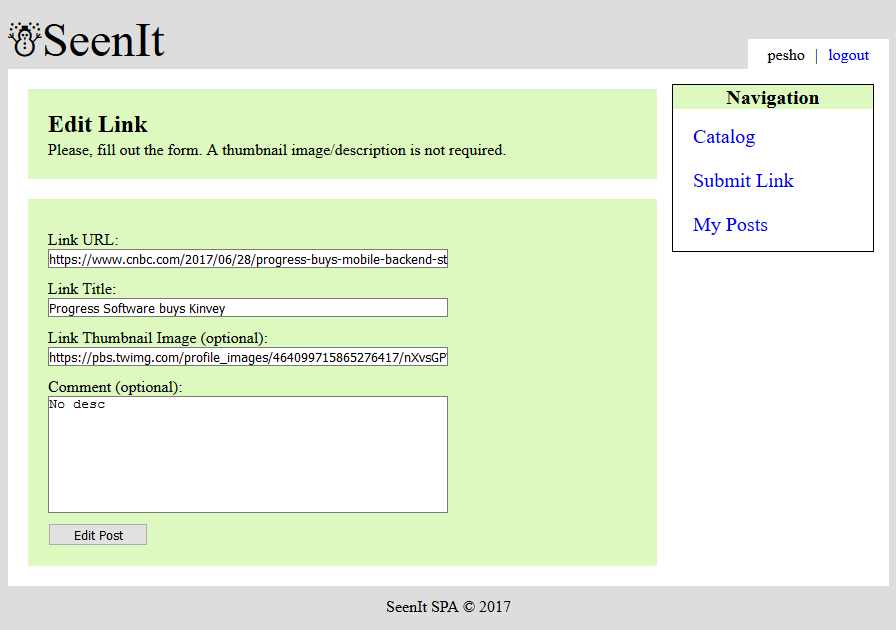 ☃SeenIt
pesho | logout
Edit Link
Please, fill out the form. A thumbnail image/description is not required.
Link URL:
https://www.cnbc.com/2017/06/28/progress-buys-mobile-backend-st
Link Title:
Progress Software buys Kinvey
Link Thumbnail Image (optional):
https://pbs.twimg.com/profile_images/464099715865276417/nXvsGP
Comment (optional):
No desc
Edit Post
Navigation
Catalog
Submit Link
My Posts
SeenIt SPA © 2017